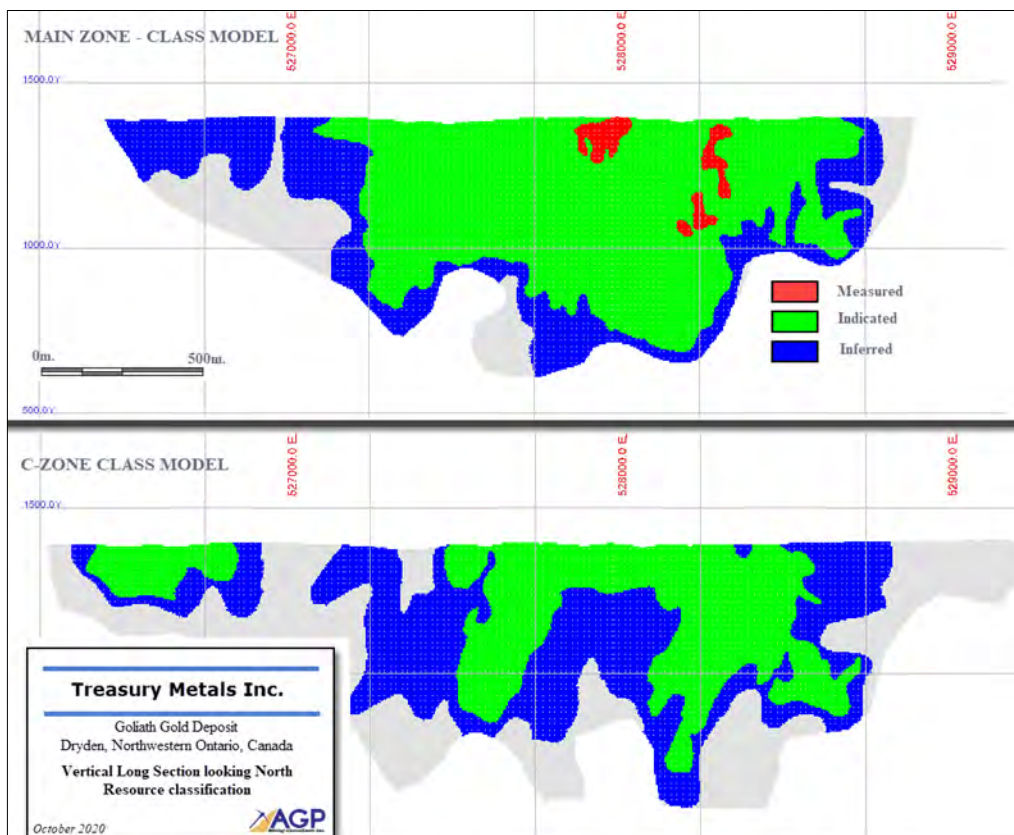 MAIN ZONE - CLASS MODEL
527000.0 E.
528000.0 E.
529000.0 E.
1500.0Y.
1000.0Y.
Measured
Indicated
Inferred
0m.
500m.
500.0Y.
C-ZONE CLASS MODEL
527000.0 E.
528000.0 E.
529000.0 E.
1500.0Y.
Treasury Metals Inc.
Goliath Gold Deposit
Dryden, Northwestern Ontario, Canada
Vertical Long Section looking North
Resource classification
October 2020
AGP